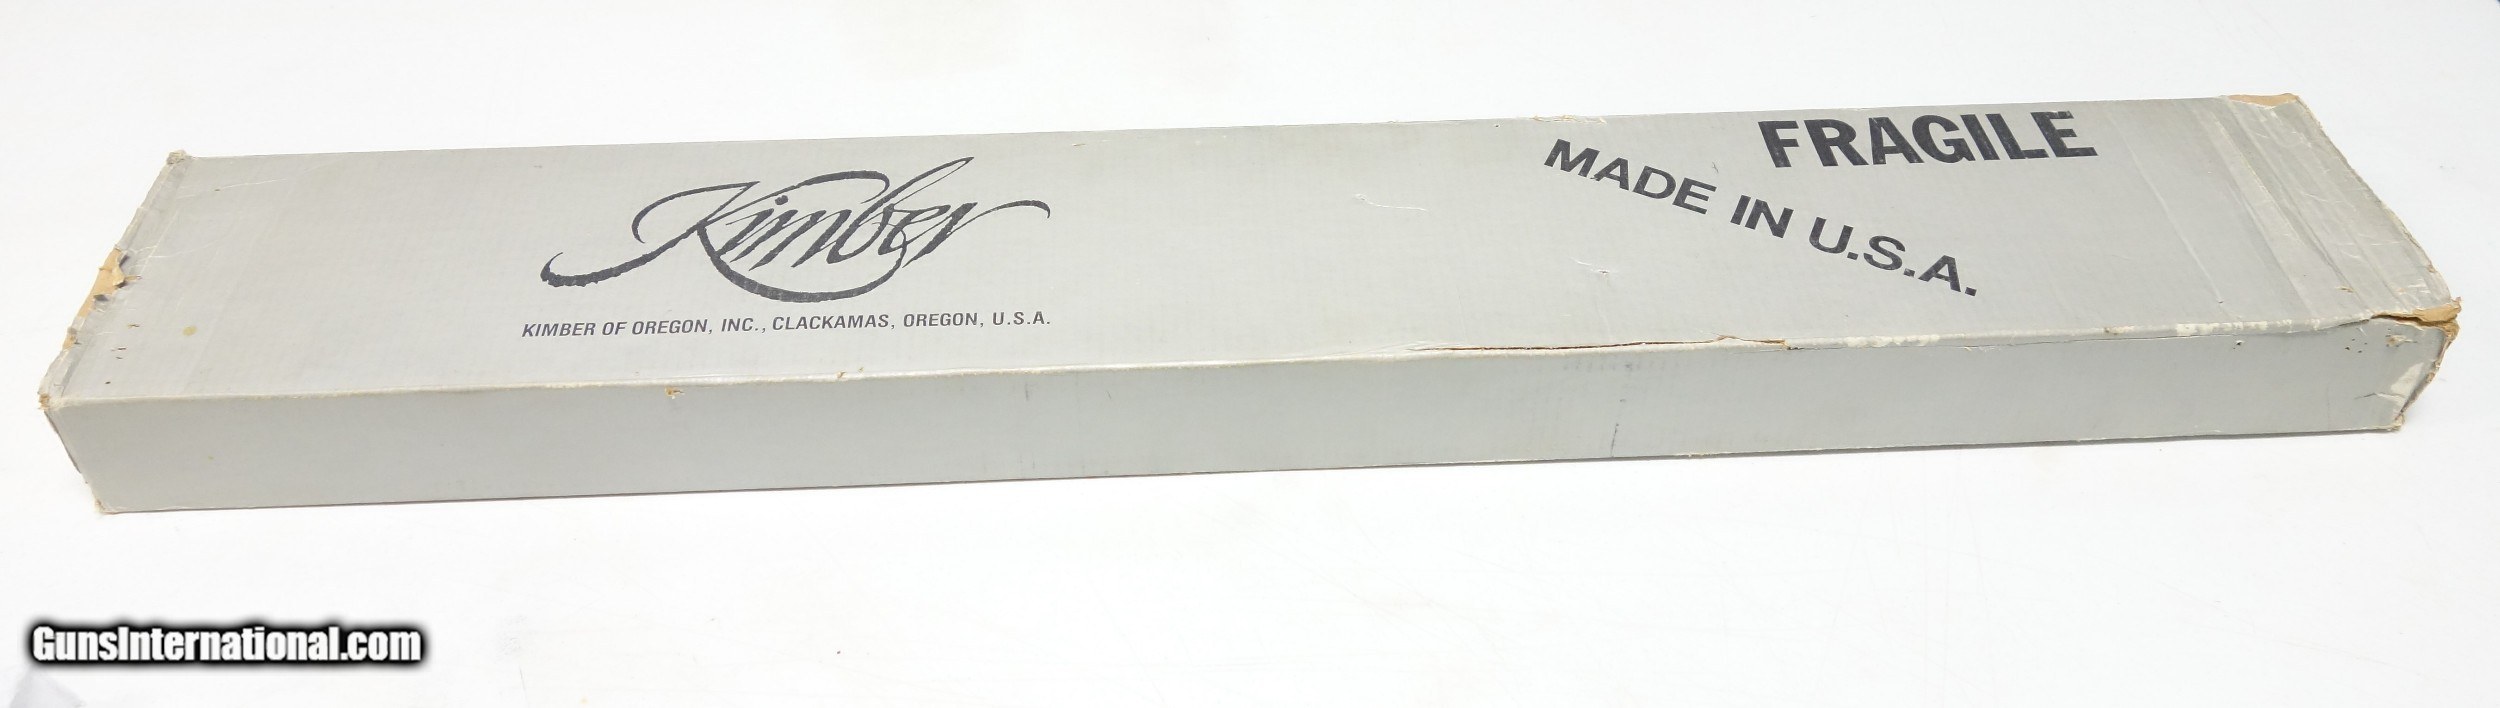 Kimber
KIMBER OF OREGON, INC., CLACKAMAS, OREGON, U.S.A.
FRAGILE
MADE IN U.S.A.
GunsInternational.com